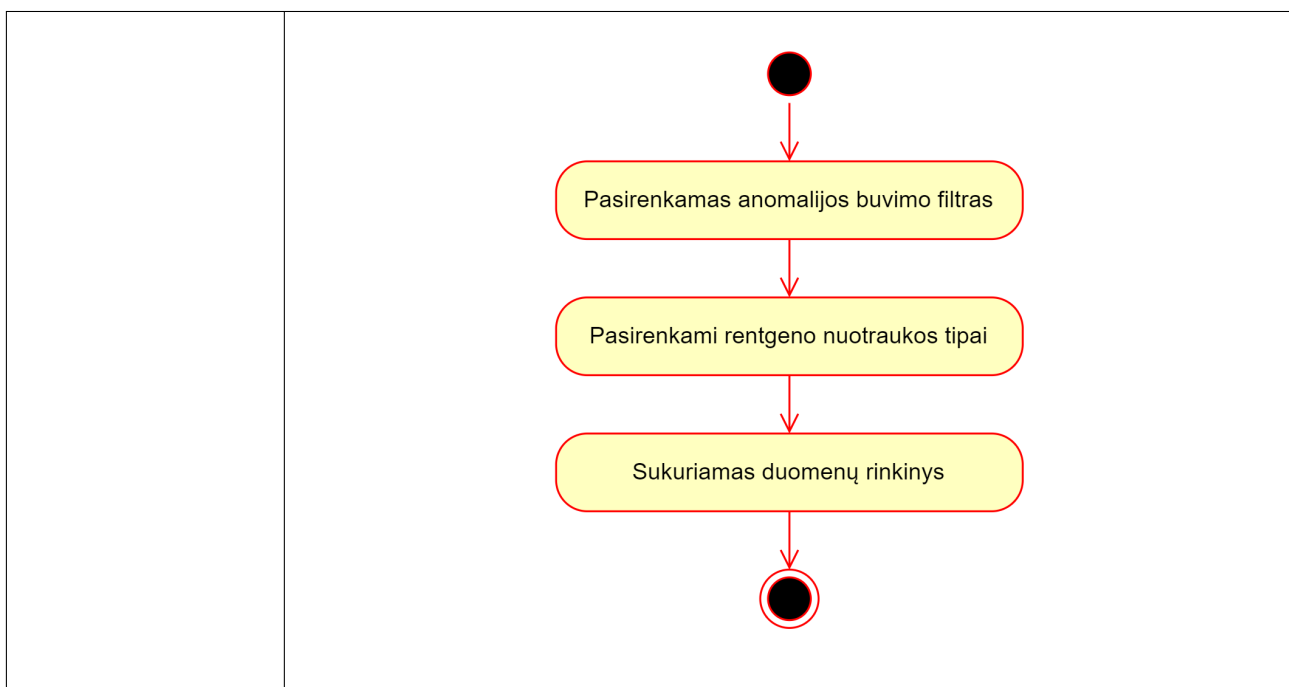 Pasirenkamas anomalijos buvimo filtras
Pasirenkami rentgeno nuotraukos tipai
Sukuriamas duomenų rinkinys